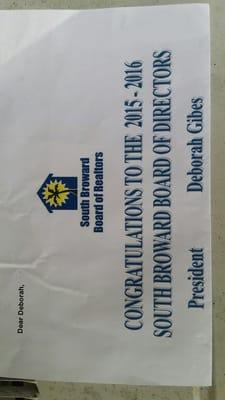 Dear Deborah,
South Broward
Board of Realtors
CONGRATULATIONS TO THE 2015 - 2016
SOUTH BROWARD BOARD OF DIRECTORS
President Deborah Gibes